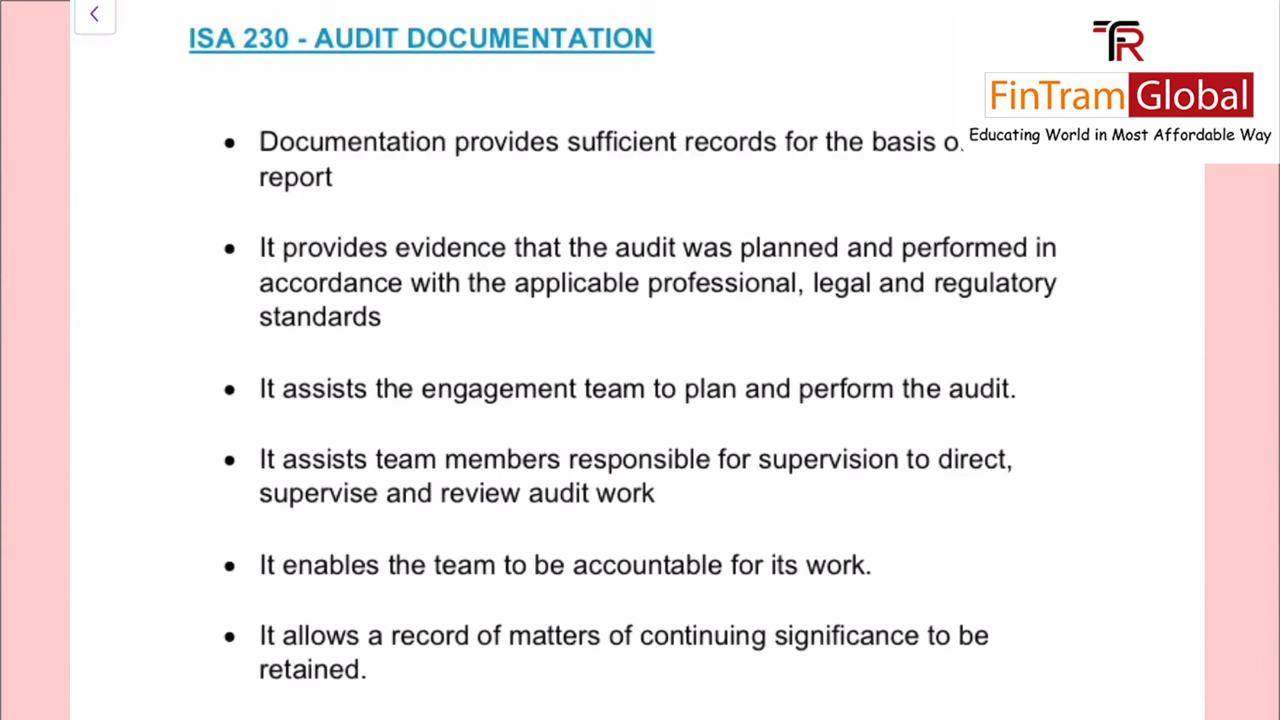 ISA 230 - AUDIT DOCUMENTATION
TR
FinTram Global
Educating World in Most Affordable Way
• Documentation provides sufficient records for the basis
report
• It provides evidence that the audit was planned and performed in
accordance with the applicable professional, legal and regulatory
standards
• It assists the engagement team to plan and perform the audit.
• It assists team members responsible for supervision to direct,
supervise and review audit work
• It enables the team to be accountable for its work.
• It allows a record of matters of continuing significance to be
retained.